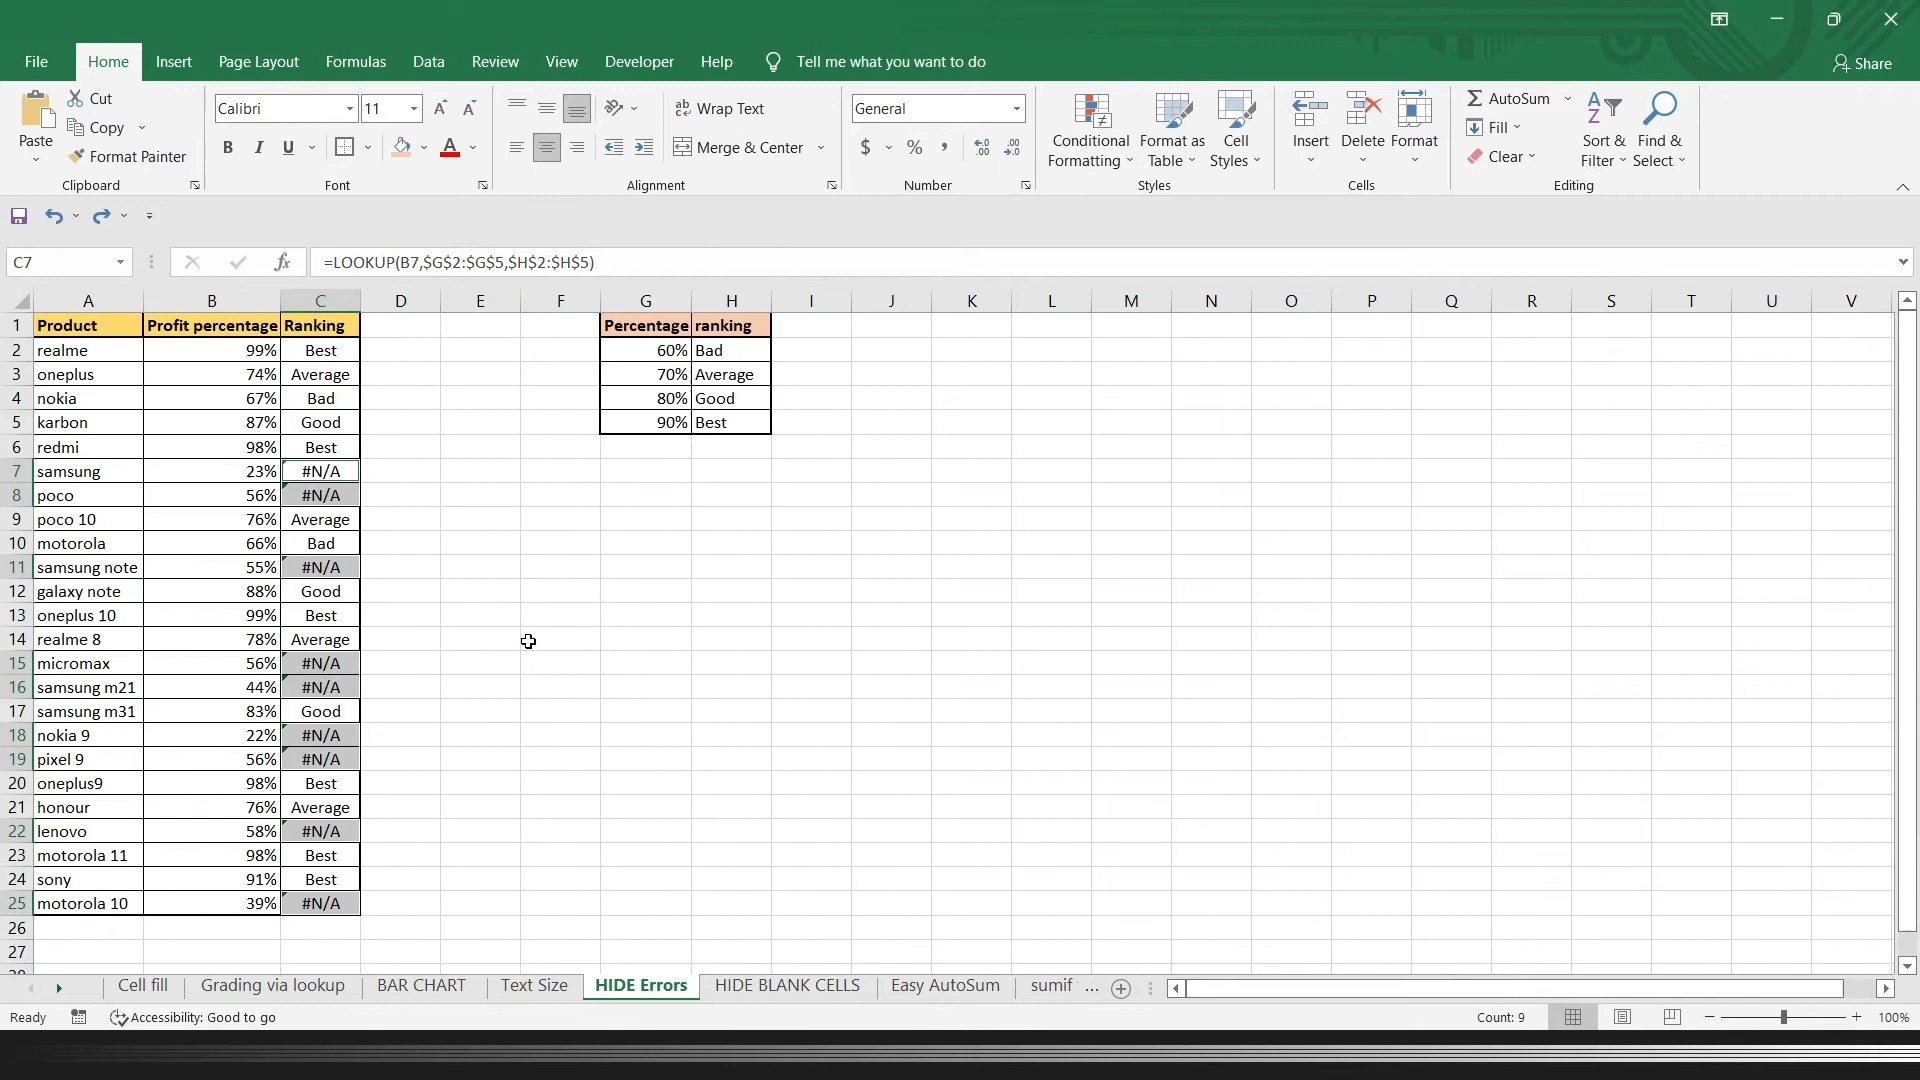 File Home Insert Page Layout Formulas Data Review View Developer Help Tell me what you want to do Share
Paste Cut Copy Format Painter Clipboard
Calibri 11 B I U Font
Wrap Text Merge & Center Alignment
General $ % , Number
Conditional Formatting Format as Table Cell Styles Styles
Insert Delete Format Cells
AutoSum Fill Clear Sort & Filter Find & Select Editing
C7 fx =LOOKUP(B7,$G$2:$G$5,$H$2:$H$5)
A B C D E F G H I J K L M N O P Q R S T U V
1 Product Profit percentage Ranking Percentage ranking
2 realme 99% Best 60% Bad
3 oneplus 74% Average 70% Average
4 nokia 67% Bad 80% Good
5 karbon 87% Good 90% Best
6 redmi 98% Best
7 samsung 23% #N/A
8 poco 56% #N/A
9 poco 10 76% Average
10 motorola 66% Bad
11 samsung note 55% #N/A
12 galaxy note 88% Good
13 oneplus 10 99% Best
14 realme 8 78% Average
15 micromax 56% #N/A
16 samsung m21 44% #N/A
17 samsung m31 83% Good
18 nokia 9 22% #N/A
19 pixel 9 56% #N/A
20 oneplus9 98% Best
21 honour 76% Average
22 lenovo 58% #N/A
23 motorola 11 98% Best
24 sony 91% Best
25 motorola 10 39% #N/A
26
27
28
Cell fill Grading via lookup BAR CHART Text Size HIDE Errors HIDE BLANK CELLS Easy AutoSum sumif ...
Ready Accessibility: Good to go Count: 9 100%